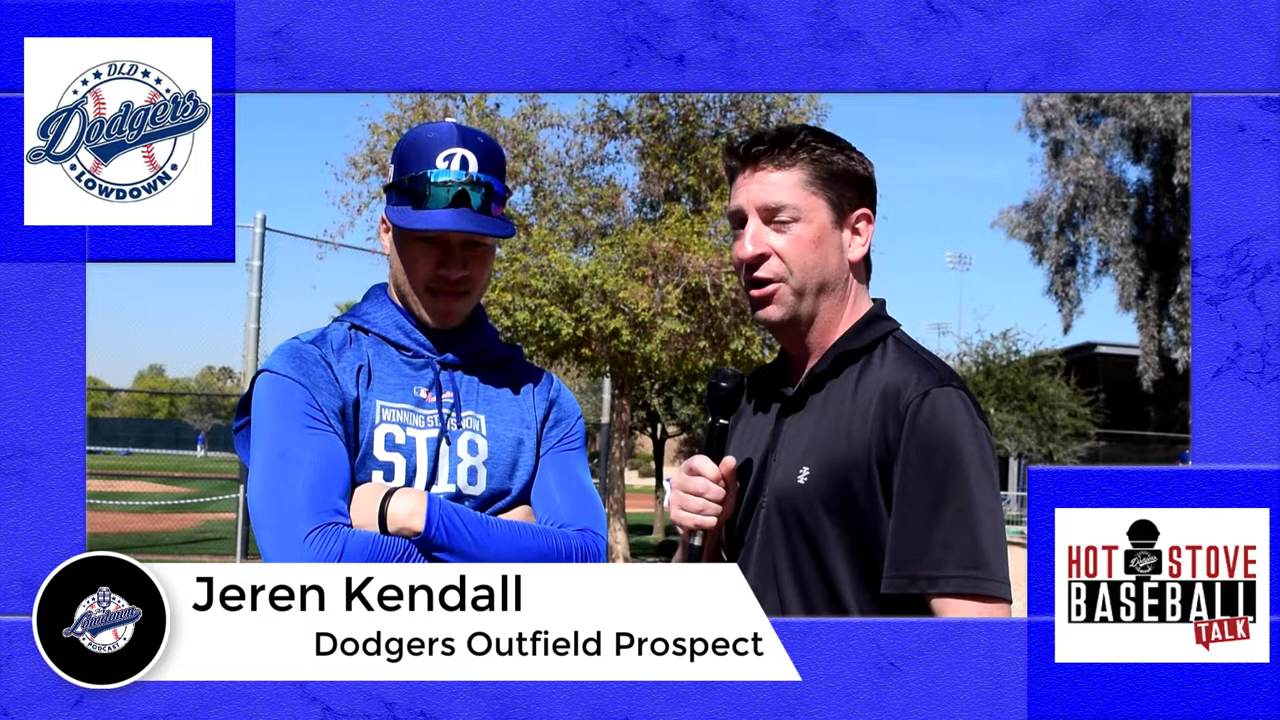 DLD
Dodgers
LOWDOWN
D
WINNING STARTS NOW
ST18
Jeren Kendall
Dodgers Outfield Prospect
Lowdown
PODCAST
HOT STOVE
BASEBALL
TALK